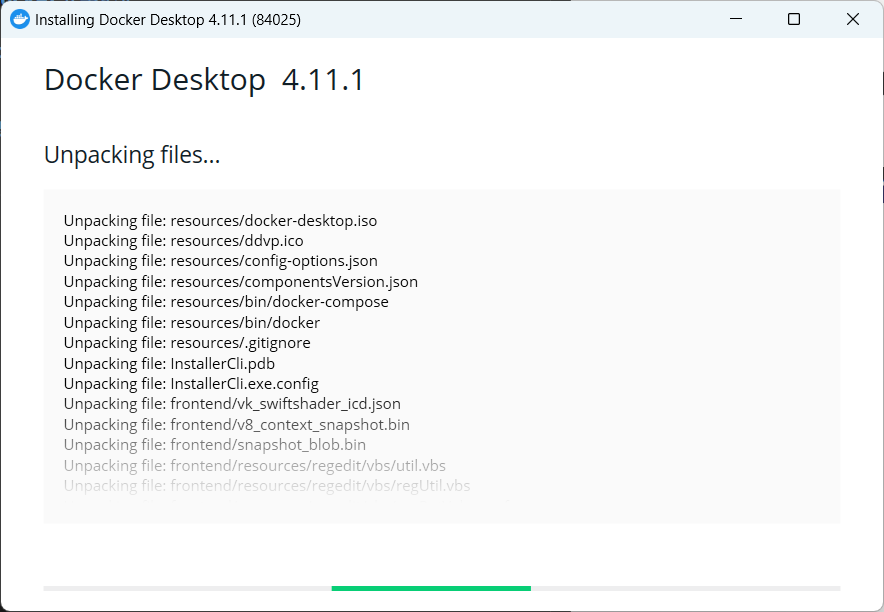 Installing Docker Desktop 4.11.1 (84025)
Docker Desktop 4.11.1
Unpacking files...
Unpacking file: resources/docker-desktop.iso
Unpacking file: resources/ddvp.ico
Unpacking file: resources/config-options.json
Unpacking file: resources/componentsVersion.json
Unpacking file: resources/bin/docker-compose
Unpacking file: resources/bin/docker
Unpacking file: resources/.gitignore
Unpacking file: InstallerCli.pdb
Unpacking file: InstallerCli.exe.config
Unpacking file: frontend/vk_swiftshader_icd.json
Unpacking file: frontend/v8_context_snapshot.bin
Unpacking file: frontend/snapshot_blob.bin
Unpacking file: frontend/resources/regedit/vbs/util.vbs
Unpacking file: frontend/resources/regedit/vbs/regUtil.vbs